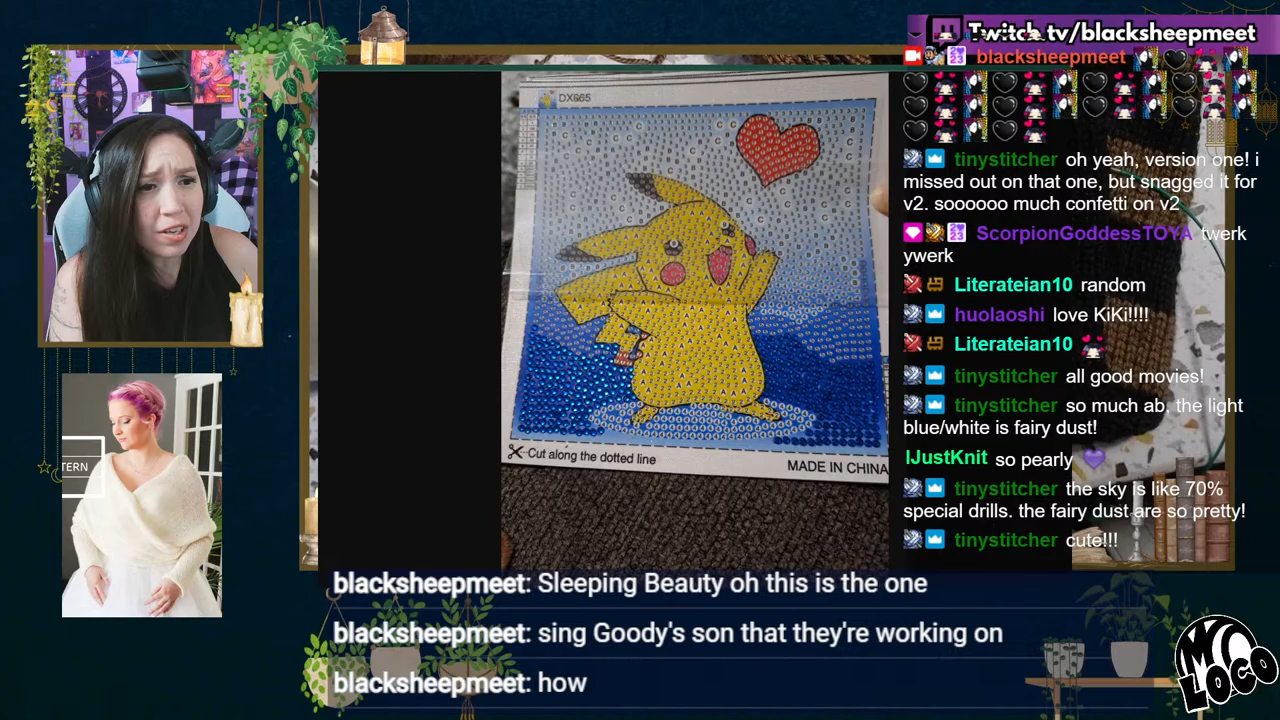 Twitch.tv/blacksheepmeet
blacksheepmeet
tinystitcher oh yeah, version one! i
missed out on that one, but snagged it for
v2. soooooo much confetti on v2
ScorpionGoddessTOYA twerk
ywerk
Literateian10 random
huolaoshi love KiKi!!!!
Literateian10
tinystitcher all good movies!
tinystitcher so much ab, the light
blue/white is fairy dust!
IJustKnit so pearly
tinystitcher the sky is like 70%
special drills. the fairy dust are so pretty!
tinystitcher cute!!!
DX665
Cut along the dotted line
MADE IN CHINA
TERN
blacksheepmeet: Sleeping Beauty oh this is the one
blacksheepmeet: sing Goody's son that they're working on
blacksheepmeet: how
MC
LOCO